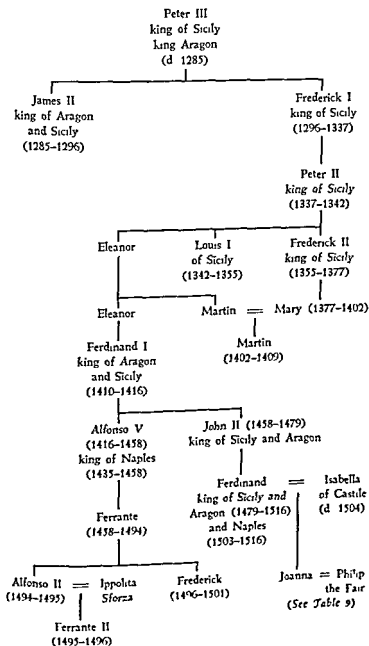 Peter III
king of Sicily
king Aragon
(d 1285)
James II
king of Aragon
and Sicily
(1285-1296)
Frederick I
king of Sicily
(1296-1337)
Peter II
king of Sicily
(1337-1342)
Eleanor
Louis I
of Sicily
(1342-1355)
Frederick II
king of Sicily
(1355-1377)
Eleanor
Martin = Mary (1377-1402)
Martin
(1402-1409)
Ferdinand I
king of Aragon
and Sicily
(1410-1416)
Alfonso V
(1416-1458)
king of Naples
(1435-1458)
John II (1458-1479)
king of Sicily and Aragon
Ferdinand = Isabella
king of Sicily and
Aragon (1479-1516)
and Naples
(1503-1516)
of Castile
(d 1504)
Ferrante
(1458-1494)
Alfonso II = Ippolita
(1494-1495) Sforza
Frederick
(1496-1501)
Joanna = Philip
the Fair
(See Table 9)
Ferrante II
(1495-1496)